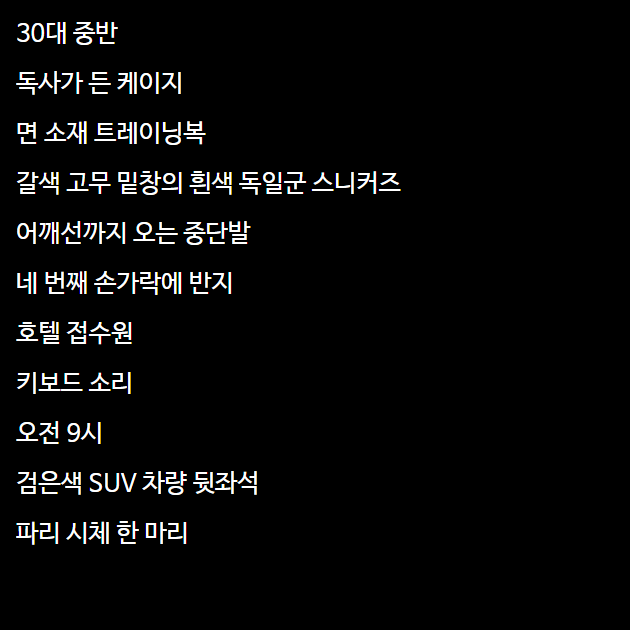 30대 중반
독사가 든 케이지
면 소재 트레이닝복
갈색 고무 밑창의 흰색 독일군 스니커즈
어깨선까지 오는 중단발
네 번째 손가락에 반지
호텔 접수원
키보드 소리
오전 9시
검은색 SUV 차량 뒷좌석
파리 시체 한 마리